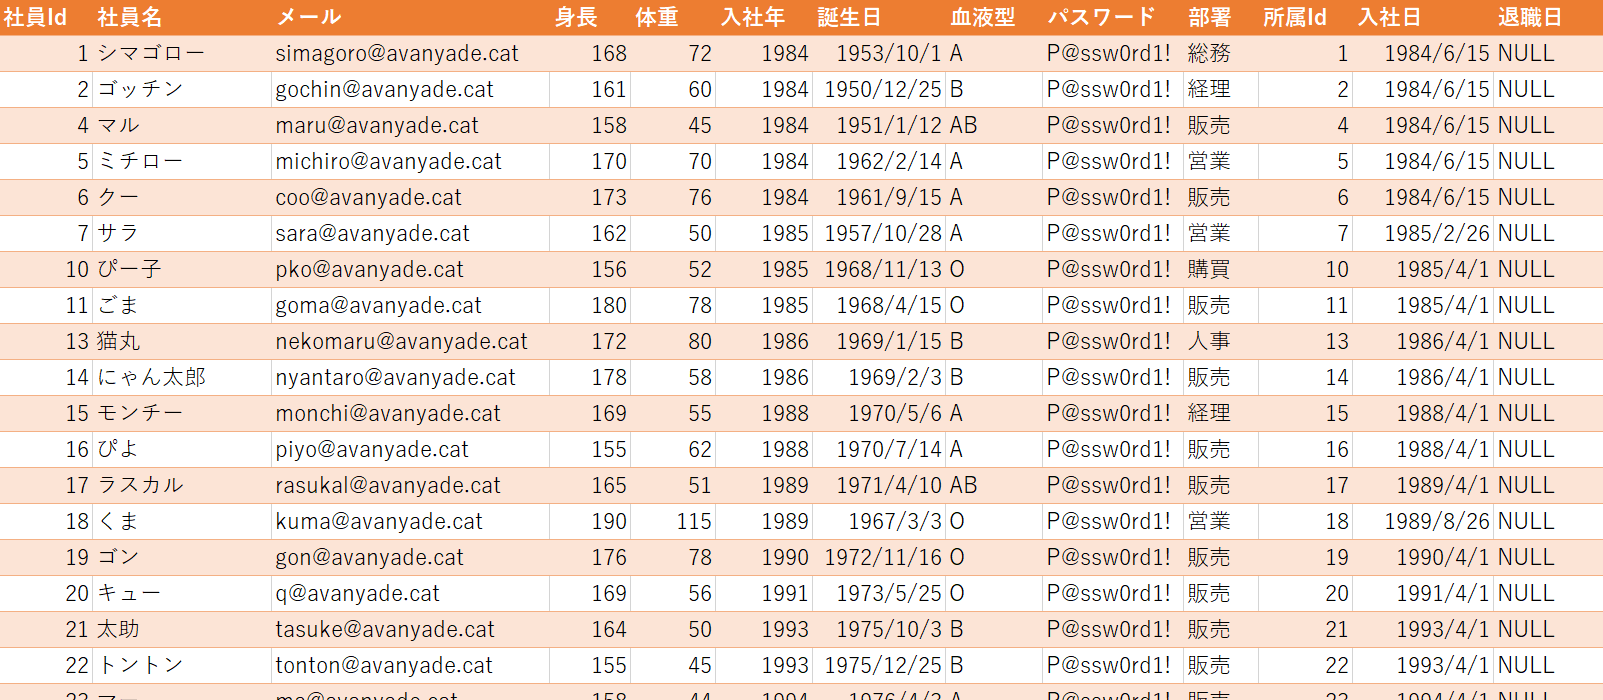 社員Id 社員名 メール 身長 体重 入社年 誕生日 血液型 パスワード 部署 所属Id 入社日 退職日
1 シマゴロー simagoro@avanyade.cat 168 72 1984 1953/10/1 A P@ssw0rd1! 総務 1 1984/6/15 NULL
2 ゴッチン gochin@avanyade.cat 161 60 1984 1950/12/25 B P@ssw0rd1! 経理 2 1984/6/15 NULL
4 マル maru@avanyade.cat 158 45 1984 1951/1/12 AB P@ssw0rd1! 販売 4 1984/6/15 NULL
5 ミチロー michiro@avanyade.cat 170 70 1984 1962/2/14 A P@ssw0rd1! 営業 5 1984/6/15 NULL
6 クー coo@avanyade.cat 173 76 1984 1961/9/15 A P@ssw0rd1! 販売 6 1984/6/15 NULL
7 サラ sara@avanyade.cat 162 50 1985 1957/10/28 A P@ssw0rd1! 営業 7 1985/2/26 NULL
10 ぴー子 pko@avanyade.cat 156 52 1985 1968/11/13 O P@ssw0rd1! 購買 10 1985/4/1 NULL
11 ごま goma@avanyade.cat 180 78 1985 1968/4/15 O P@ssw0rd1! 販売 11 1985/4/1 NULL
13 猫丸 nekomaru@avanyade.cat 172 80 1986 1969/1/15 B P@ssw0rd1! 人事 13 1986/4/1 NULL
14 にゃん太郎 nyantaro@avanyade.cat 178 58 1986 1969/2/3 B P@ssw0rd1! 販売 14 1986/4/1 NULL
15 モンチー monchi@avanyade.cat 169 55 1988 1970/5/6 A P@ssw0rd1! 経理 15 1988/4/1 NULL
16 ぴよ piyo@avanyade.cat 155 62 1988 1970/7/14 A P@ssw0rd1! 販売 16 1988/4/1 NULL
17 ラスカル rasukal@avanyade.cat 165 51 1989 1971/4/10 AB P@ssw0rd1! 販売 17 1989/4/1 NULL
18 くま kuma@avanyade.cat 190 115 1989 1967/3/3 O P@ssw0rd1! 営業 18 1989/8/26 NULL
19 ゴン gon@avanyade.cat 176 78 1990 1972/11/16 O P@ssw0rd1! 販売 19 1990/4/1 NULL
20 キュー q@avanyade.cat 169 56 1991 1973/5/25 O P@ssw0rd1! 販売 20 1991/4/1 NULL
21 太助 tasuke@avanyade.cat 164 50 1993 1975/10/3 B P@ssw0rd1! 販売 21 1993/4/1 NULL
22 トントン tonton@avanyade.cat 155 45 1993 1975/12/25 B P@ssw0rd1! 販売 22 1993/4/1 NULL